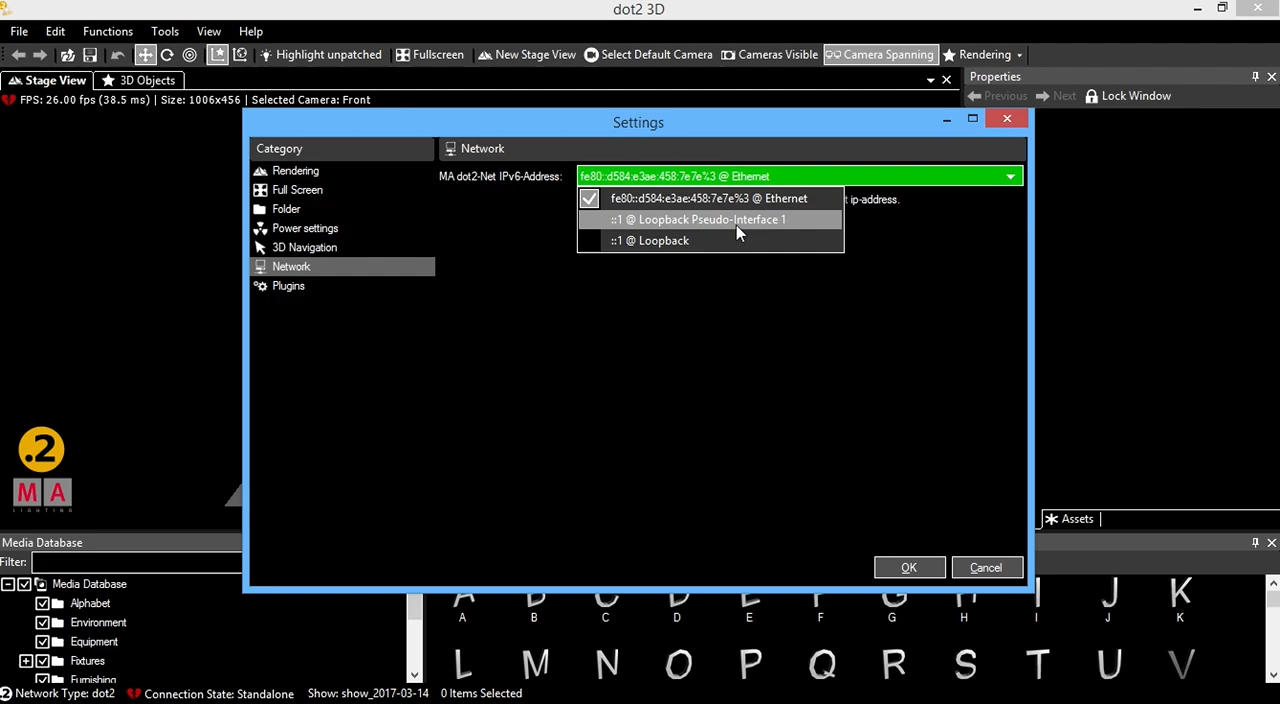 dot2 3D
File Edit Functions Tools View Help
Highlight unpatched Fullscreen New Stage View Select Default Camera Cameras Visible Camera Spanning Rendering
Stage View 3D Objects
Properties
FPS: 26.00 fps (38.5 ms) | Size: 1006x456 | Selected Camera: Front
Previous Next Lock Window
Settings
Category
Network
Rendering
Full Screen
Folder
Power settings
3D Navigation
Network
Plugins
MA dot2-Net IPv6-Address: fe80::d584:e3ae:458:7e7e%3 @ Ethernet
fe80::d584:e3ae:458:7e7e%3 @ Ethernet
t ip-address.
::1 @ Loopback Pseudo-Interface 1
::1 @ Loopback
OK Cancel
.2
MA
LIGHTING
Assets
Media Database
Filter:
Media Database
Alphabet
Environment
Equipment
Fixtures
Furnishing
A B C D E F G H I J K
A B C D E F G H I J K
L M N O P Q R S T U V
Network Type: dot2 Connection State: Standalone Show: show_2017-03-14 0 Items Selected